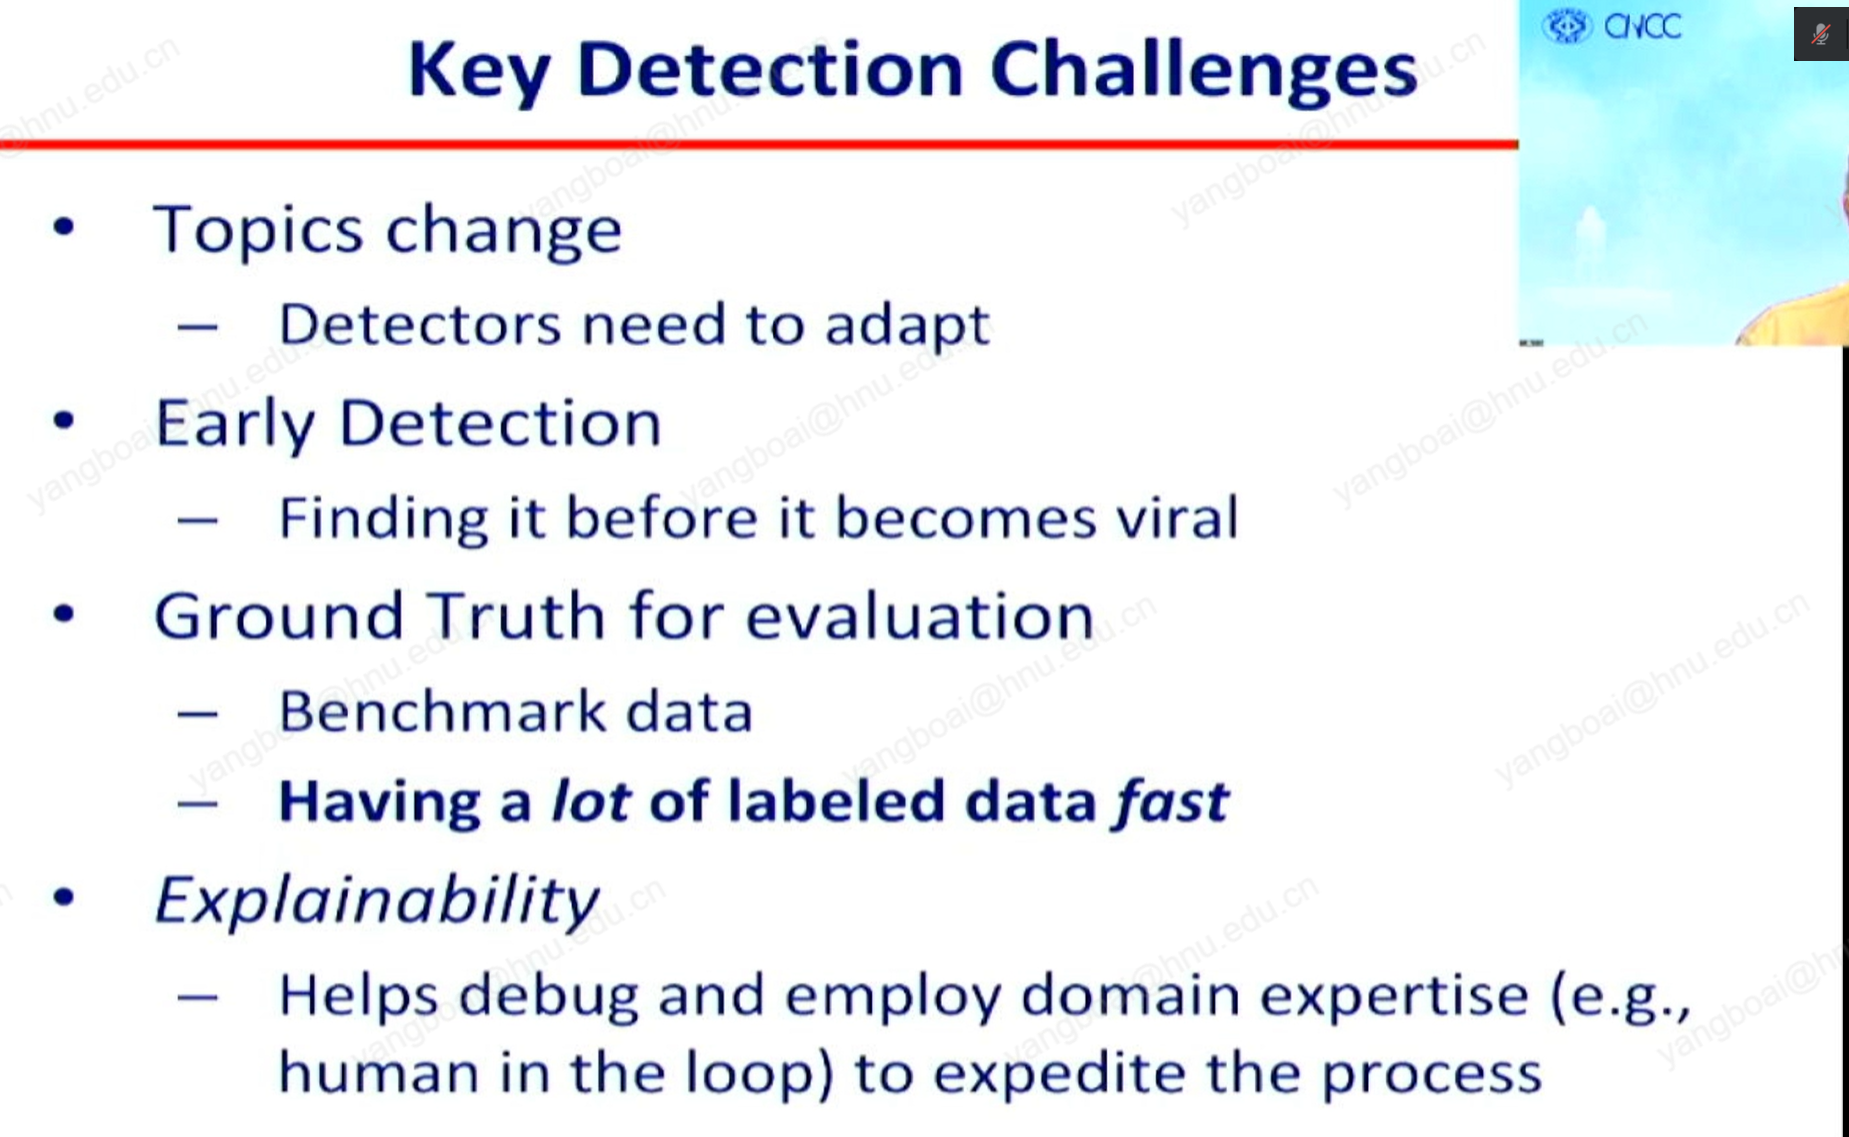 Key Detection Challenges
CNCC
• Topics change
– Detectors need to adapt
• Early Detection
– Finding it before it becomes viral
• Ground Truth for evaluation
– Benchmark data
– Having a lot of labeled data fast
• Explainability
– Helps debug and employ domain expertise (e.g.,
human in the loop) to expedite the process
yangboai@hnu.edu.cn